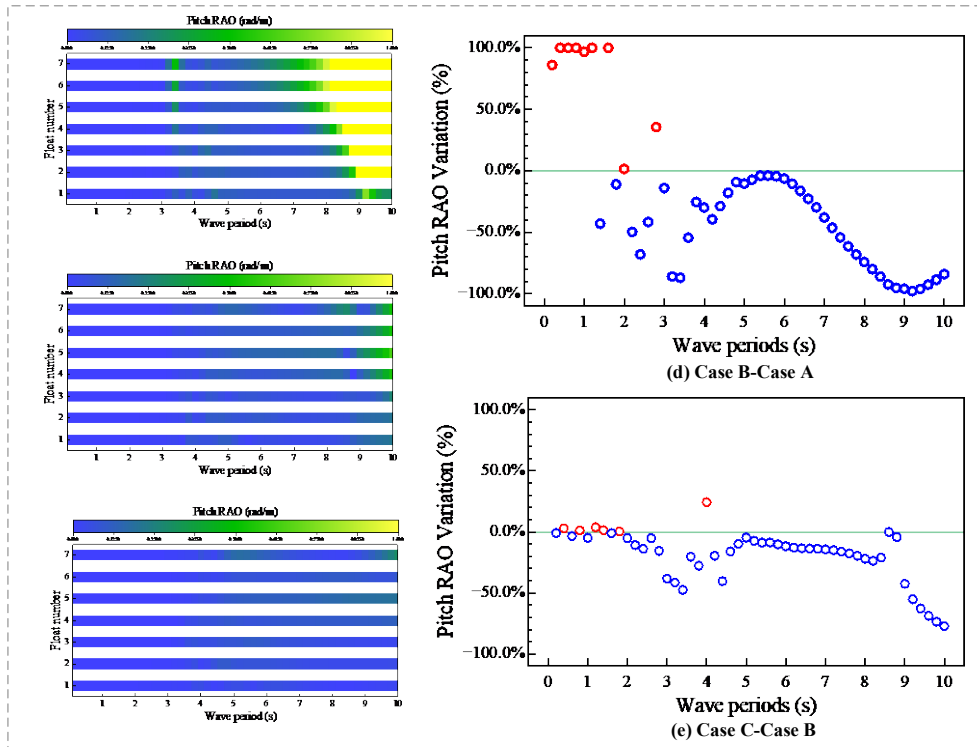 Pitch RAO (rad/m)
Float number
7
6
5
4
3
2
1
1 2 3 4 5 6 7 8 9 10
Wave period (s)
Pitch RAO (rad/m)
Float number
7
6
5
4
3
2
1
1 2 3 4 5 6 7 8 9 10
Wave period (s)
Pitch RAO (rad/m)
Float number
7
6
5
4
3
2
1
1 2 3 4 5 6 7 8 9 10
Wave period (s)
Pitch RAO Variation (%)
100.0%
50.0%
0.0%
−50.0%
−100.0%
0 1 2 3 4 5 6 7 8 9 10
Wave periods (s)
(d) Case B-Case A
Pitch RAO Variation (%)
100.0%
50.0%
0.0%
−50.0%
−100.0%
0 1 2 3 4 5 6 7 8 9 10
Wave periods (s)
(e) Case C-Case B